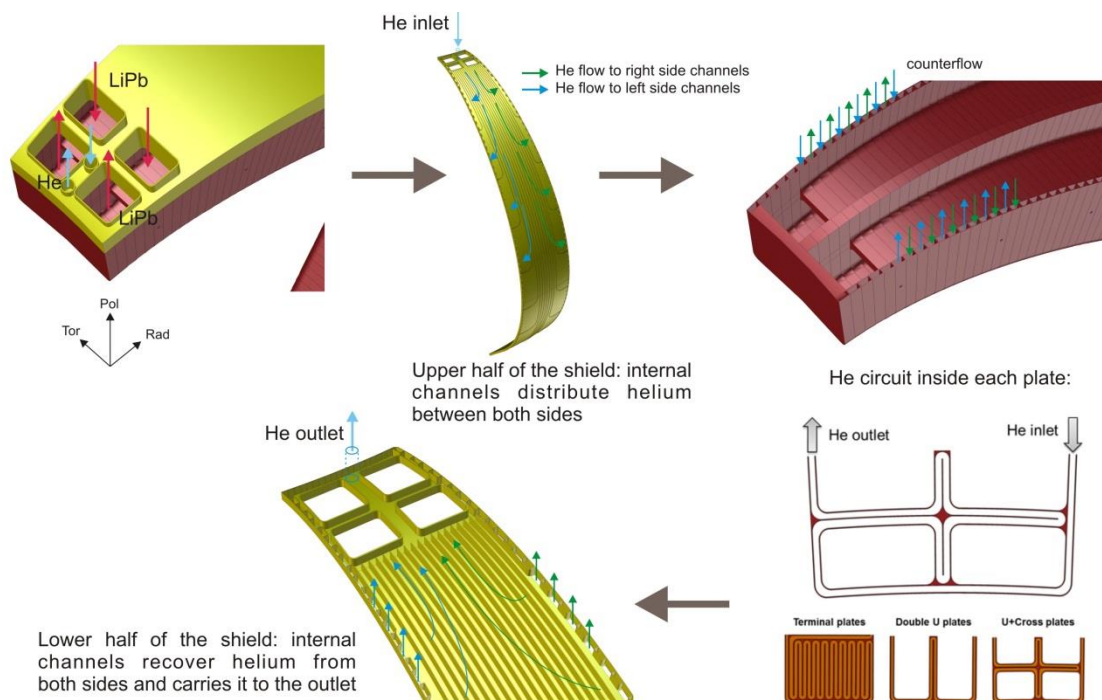 LiPb
He
LiPb
Pol
Tor
Rad
He inlet
He flow to right side channels
He flow to left side channels
Upper half of the shield: internal
channels distribute helium
between both sides
counterflow
He circuit inside each plate:
He outlet
He inlet
Terminal plates
Double U plates
U+Cross plates
He outlet
Lower half of the shield: internal
channels recover helium from
both sides and carries it to the outlet